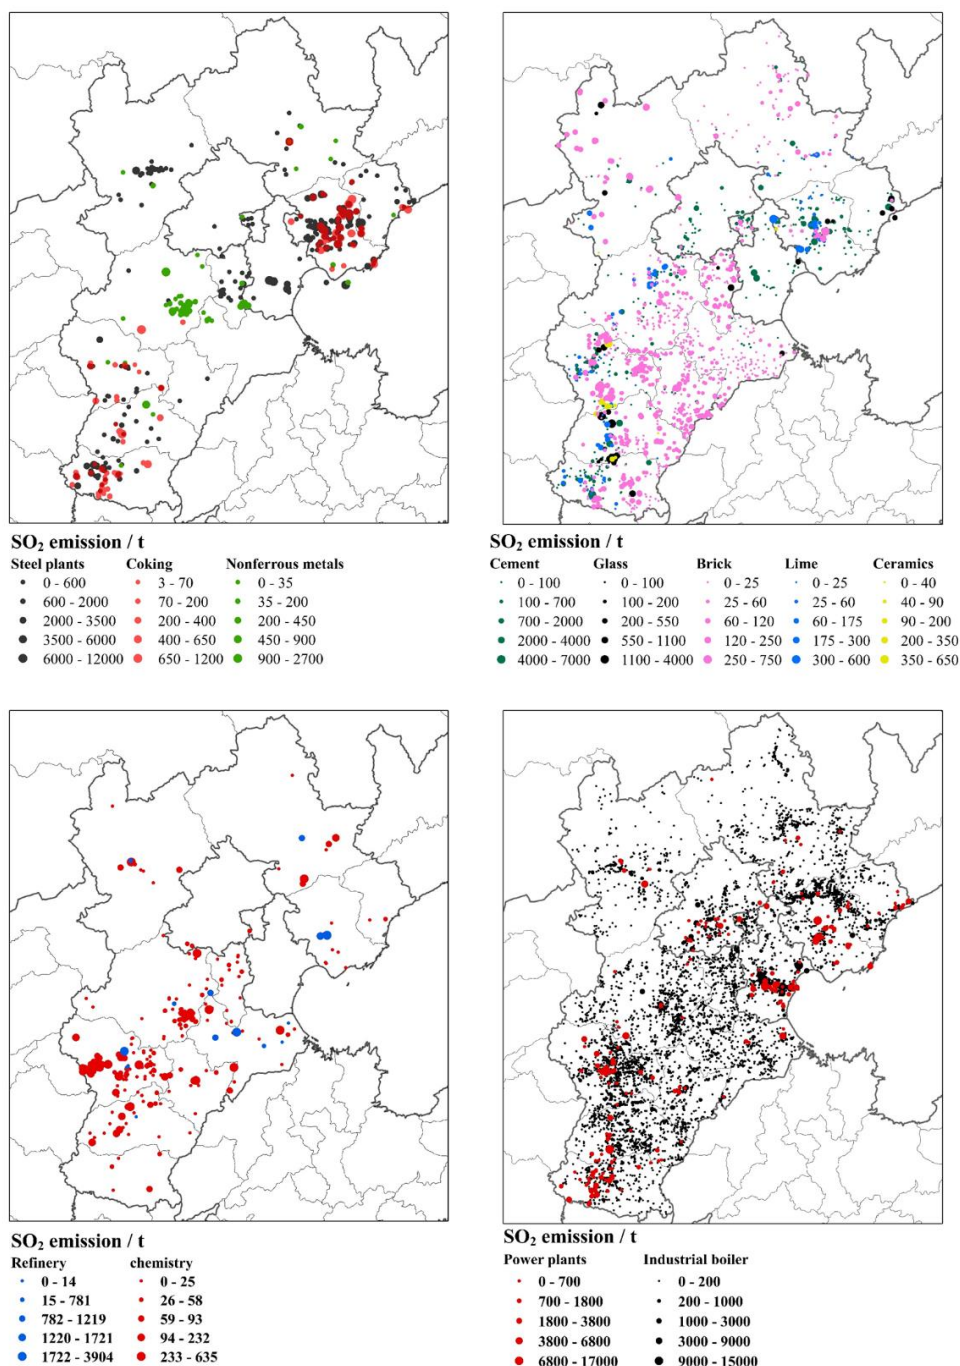 SO₂ emission / t
Steel plants Coking Nonferrous metals
0 - 600 3 - 70 0 - 35
600 - 2000 70 - 200 35 - 200
2000 - 3500 200 - 400 200 - 450
3500 - 6000 400 - 650 450 - 900
6000 - 12000 650 - 1200 900 - 2700
SO₂ emission / t
Cement Glass Brick Lime Ceramics
0 - 100 0 - 100 0 - 25 0 - 25 0 - 40
100 - 700 100 - 200 25 - 60 25 - 60 40 - 90
700 - 2000 200 - 550 60 - 120 60 - 175 90 - 200
2000 - 4000 550 - 1100 120 - 250 175 - 300 200 - 350
4000 - 7000 1100 - 4000 250 - 750 300 - 600 350 - 650
SO₂ emission / t
Refinery chemistry
0 - 14 0 - 25
15 - 781 26 - 58
782 - 1219 59 - 93
1220 - 1721 94 - 232
1722 - 3904 233 - 635
SO₂ emission / t
Power plants Industrial boiler
0 - 700 0 - 200
700 - 1800 200 - 1000
1800 - 3800 1000 - 3000
3800 - 6800 3000 - 9000
6800 - 17000 9000 - 15000